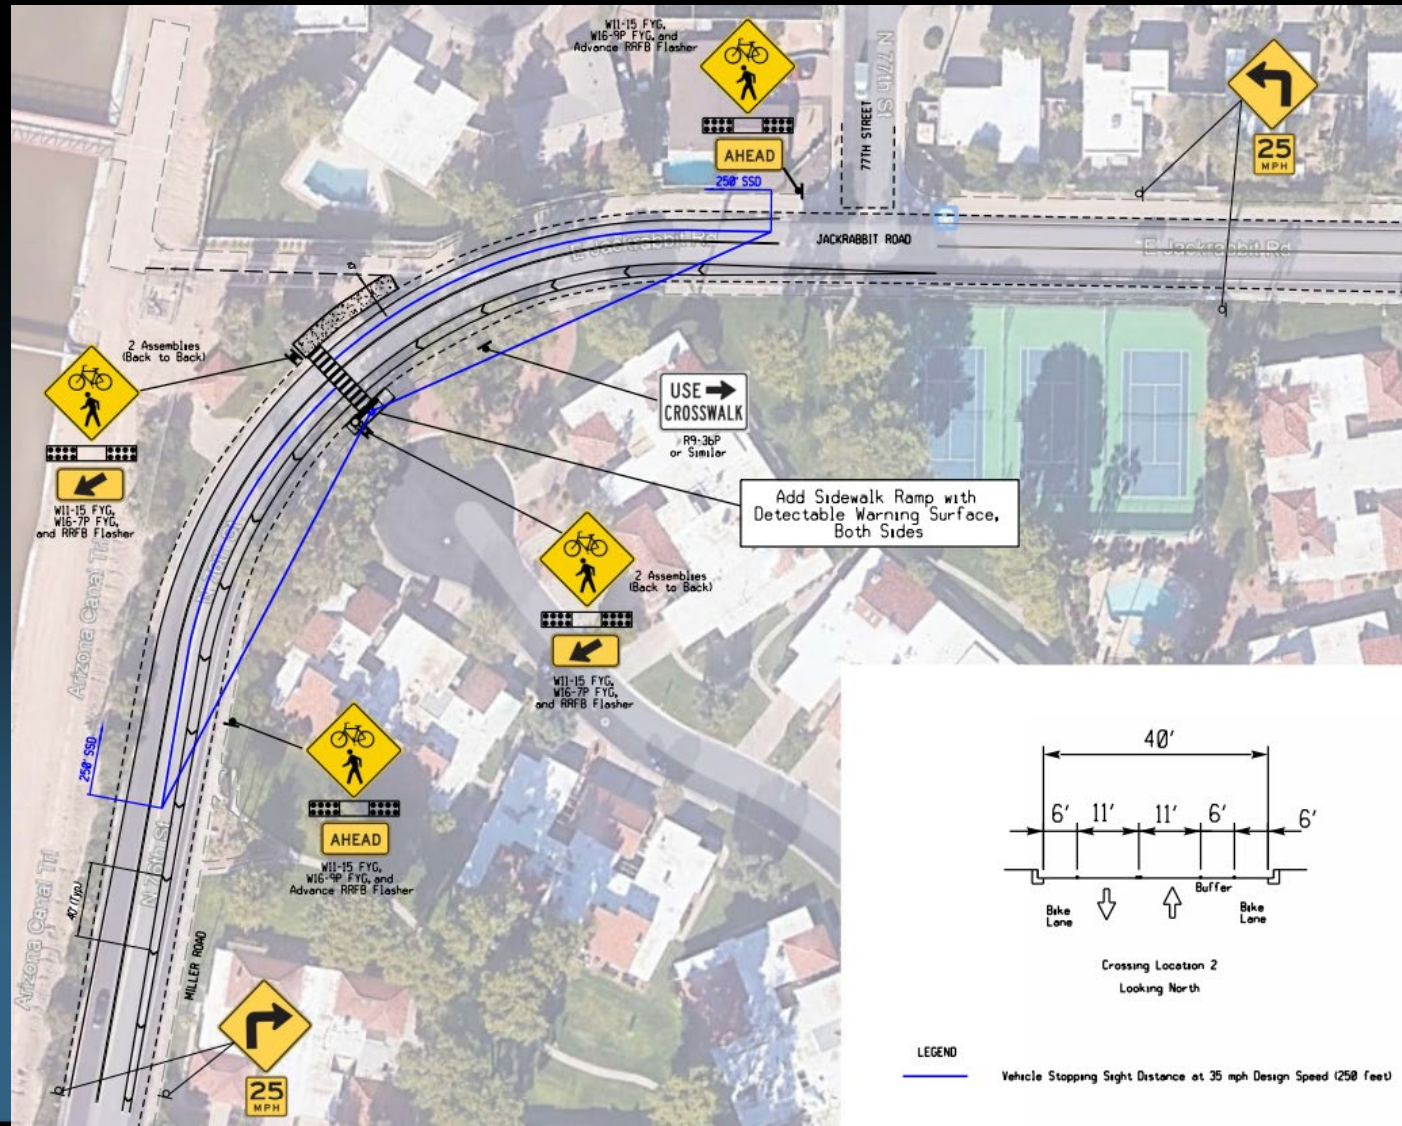 W11-15 FYG,
W16-9P FYG, and
Advance RRFB Flasher
AHEAD
250' SSD
N 77th St
77TH STREET
25
MPH
E Jackrabbit Rd
JACKRABBIT ROAD
E Jackrabbit Rd
2 Assemblies
(Back to Back)
W11-15 FYG,
W16-7P FYG,
and RRFB Flasher
USE
CROSSWALK
R9-3bP
or Similar
Add Sidewalk Ramp with
Detectable Warning Surface,
Both Sides
2 Assemblies
(Back to Back)
W11-15 FYG,
W16-7P FYG,
and RRFB Flasher
Arizona Canal Trl
250' SSD
AHEAD
W11-15 FYG,
W16-9P FYG, and
Advance RRFB Flasher
N 76th St
40' (Typ.)
Arizona Canal Trl
MILLER ROAD
25
MPH
40'
6' 11' 11' 6' 6'
Buffer
Bike
Lane
Bike
Lane
Crossing Location 2
Looking North
LEGEND
Vehicle Stopping Sight Distance at 35 mph Design Speed (250 feet)